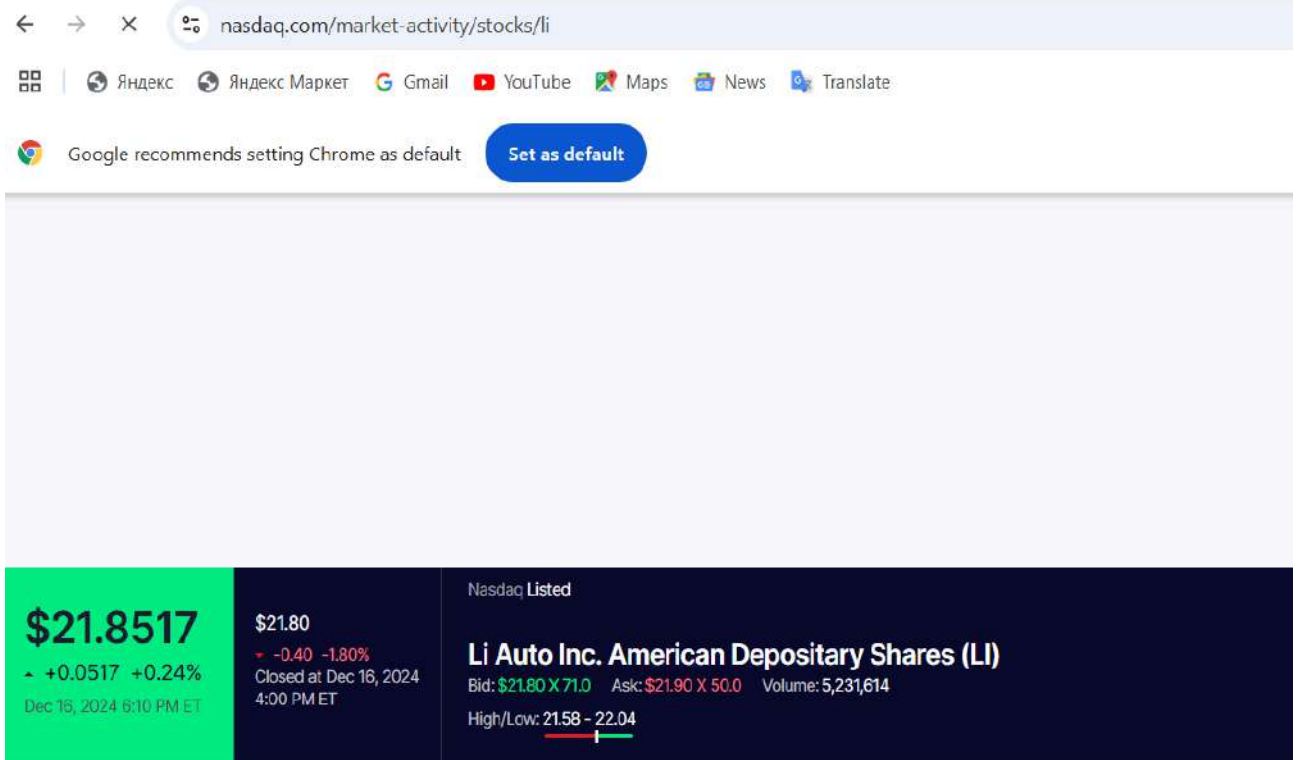 nasdaq.com/market-activity/stocks/li
Яндекс Яндекс Маркет Gmail YouTube Maps News Translate
Google recommends setting Chrome as default Set as default
$21.8517
+0.0517 +0.24%
Dec 16, 2024 6:10 PM ET
$21.80
-0.40 -1.80%
Closed at Dec 16, 2024
4:00 PM ET
Nasdaq Listed
Li Auto Inc. American Depositary Shares (LI)
Bid: $21.80 X 71.0 Ask: $21.90 X 50.0 Volume: 5,231,614
High/Low: 21.58 - 22.04